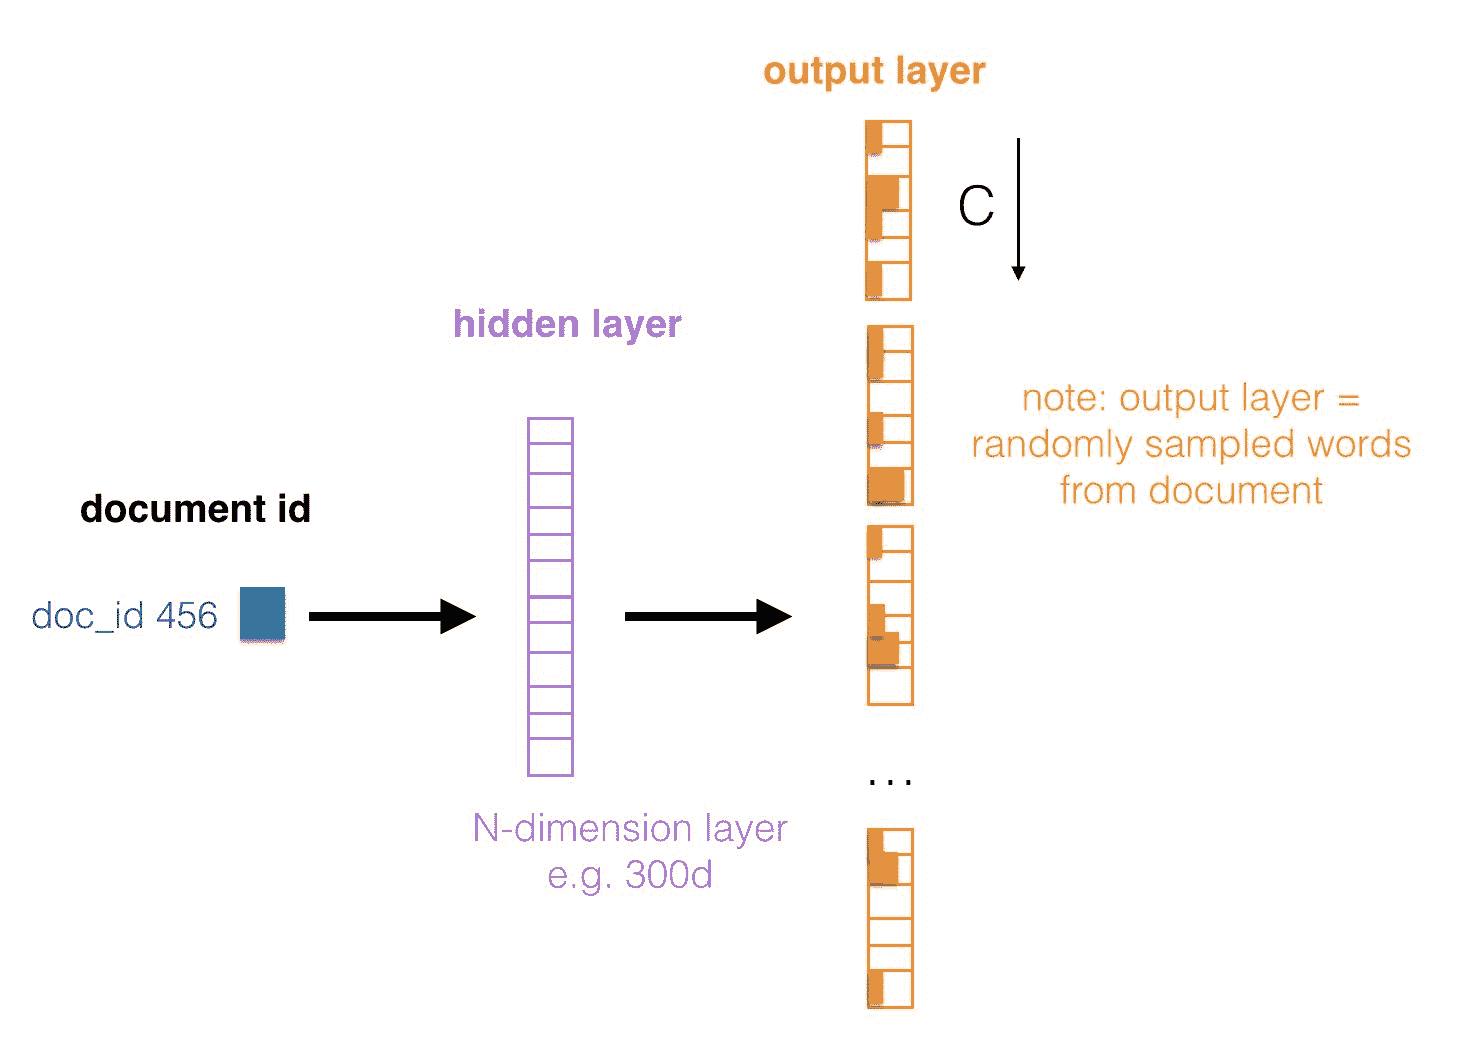 output layer
C
hidden layer
note: output layer =
randomly sampled words
from document
document id
doc_id 456
...
N-dimension layer
e.g. 300d